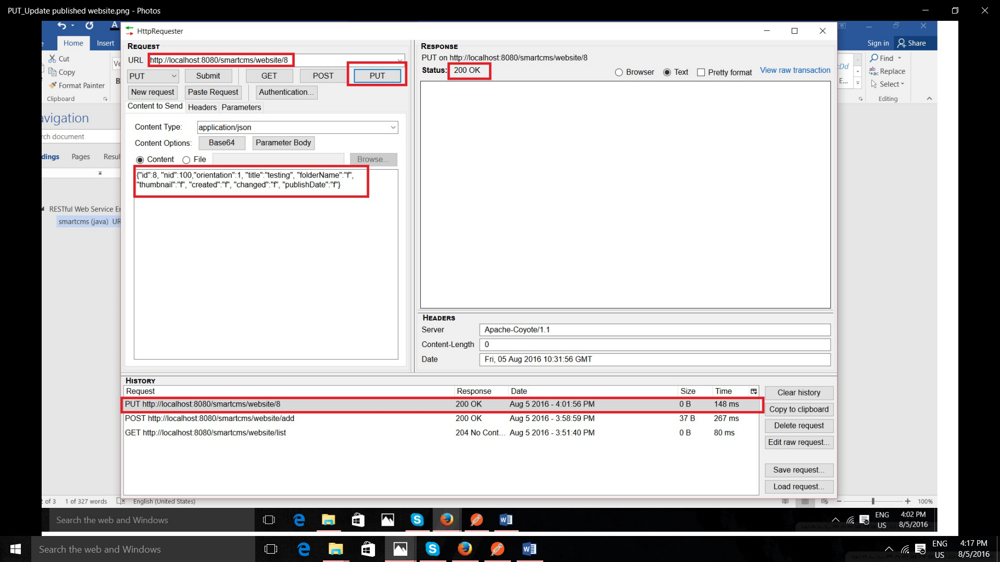 PUT_Update published website.png - Photos
HttpRequester
Home
Insert
Sign in
Share
Cut
Copy
Format Painter
Clipboard
Find
Replace
Select
Editing
REQUEST
URL http://localhost:8080/smartcms/website/8
PUT Submit GET POST PUT
New request Paste Request Authentication...
Content to Send Headers Parameters
Content Type: application/json
Content Options: Base64 Parameter Body
Content File Browse...
{"id":8, "nid":100,"orientation":1, "title":"testing", "folderName":"f",
"thumbnail":"f", "created":"f", "changed":"f", "publishDate":"f"}
RESPONSE
PUT on http://localhost:8080/smartcms/website/8
Status: 200 OK
Browser Text Pretty format View raw transaction
HEADERS
Server Apache-Coyote/1.1
Content-Length 0
Date Fri, 05 Aug 2016 10:31:56 GMT
avigation
rch document
dings Pages Resul
RESTful Web Service Er
smartcms (java) UR
HISTORY
Request Response Date Size Time
PUT http://localhost:8080/smartcms/website/8 200 OK Aug 5 2016 - 4:01:56 PM 0 B 148 ms
POST http://localhost:8080/smartcms/website/add 200 OK Aug 5 2016 - 3:58:59 PM 37 B 267 ms
GET http://localhost:8080/smartcms/website/list 204 No Cont... Aug 5 2016 - 3:51:40 PM 0 B 80 ms
Clear history
Copy to clipboard
Delete request
Edit raw request...
Save request...
Load request...
of 3 1 of 327 words English (United States) 100%
Search the web and Windows
ENG
US
4:02 PM
8/5/2016
Search the web and Windows
ENG
US
4:17 PM
8/5/2016